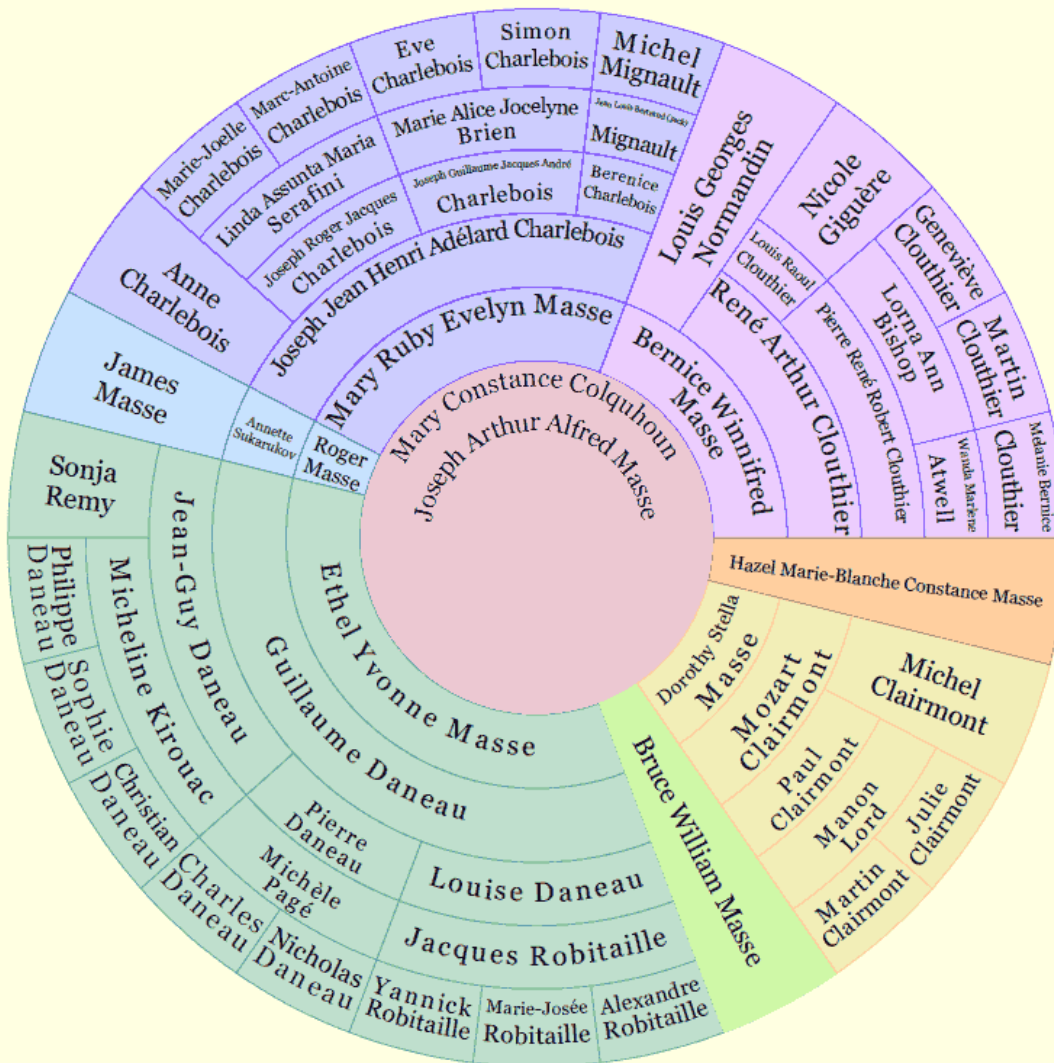 Mary Constance Colquhoun
Joseph Arthur Alfred Masse
Hazel Marie-Blanche Constance Masse
Dorothy Stella
Masse
Mozart
Clairmont
Michel
Clairmont
Paul
Clairmont
Manon
Lord
Julie
Clairmont
Martin
Clairmont
Bruce William Masse
Ethel Yvonne Masse
Guillaume Daneau
Louise Daneau
Jacques Robitaille
Alexandre
Robitaille
Marie-Josée
Robitaille
Yannick
Robitaille
Pierre
Daneau
Michèle
Pagé
Nicholas
Daneau
Charles
Daneau
Jean-Guy Daneau
Micheline Kirouac
Christian
Daneau
Sophie
Daneau
Philippe
Daneau
Sonja
Remy
Roger
Masse
Annette
Sukarukov
James
Masse
Mary Ruby Evelyn Masse
Joseph Jean Henri Adélard Charlebois
Anne
Charlebois
Joseph Roger Jacques
Charlebois
Linda Assunta Maria
Serafini
Marie-Joelle
Charlebois
Marc-Antoine
Charlebois
Joseph Guillaume Jacques André
Charlebois
Marie Alice Jocelyne
Brien
Eve
Charlebois
Simon
Charlebois
Berenice
Charlebois
Jean Louis Bertrand (Jack)
Mignault
Michel
Mignault
Bernice Winnifred
Masse
Louis Georges
Normandin
René Arthur Clouthier
Louis Raoul
Clouthier
Nicole
Giguère
Pierre René Robert Clouthier
Lorna Ann
Bishop
Geneviève
Clouthier
Martin
Clouthier
Wanda Marlene
Atwell
Melanie Bernice
Clouthier